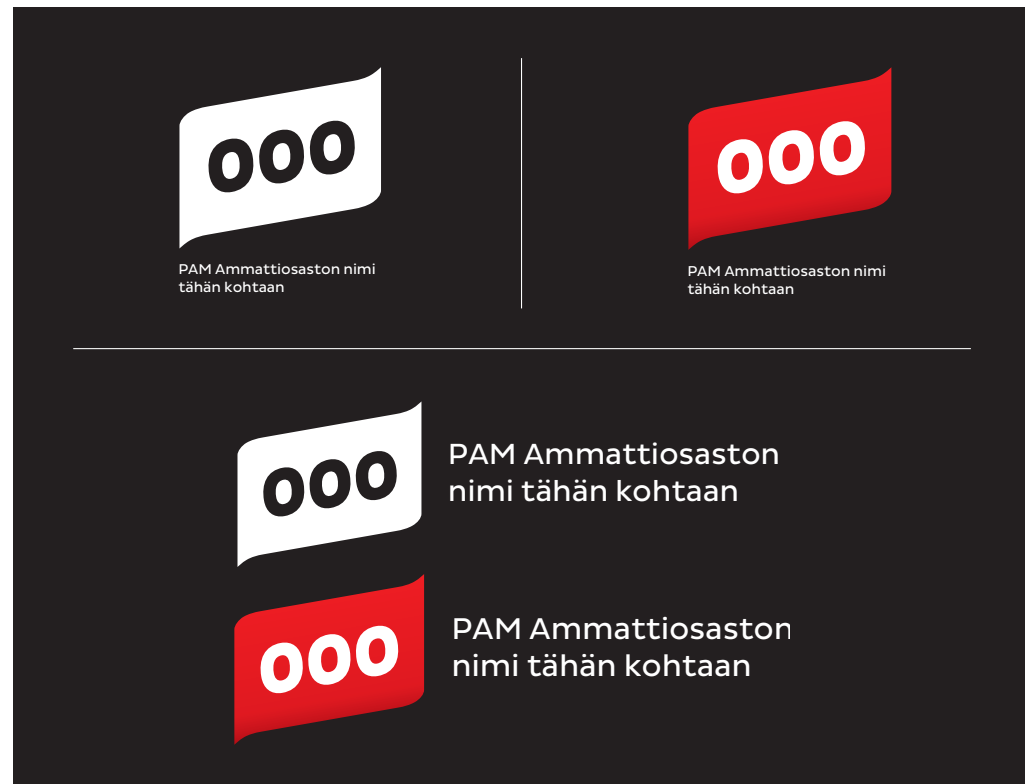 000
PAM Ammattiosaston nimi
tähän kohtaan
000
PAM Ammattiosaston nimi
tähän kohtaan
000
PAM Ammattiosaston
nimi tähän kohtaan
000
PAM Ammattiosaston
nimi tähän kohtaan